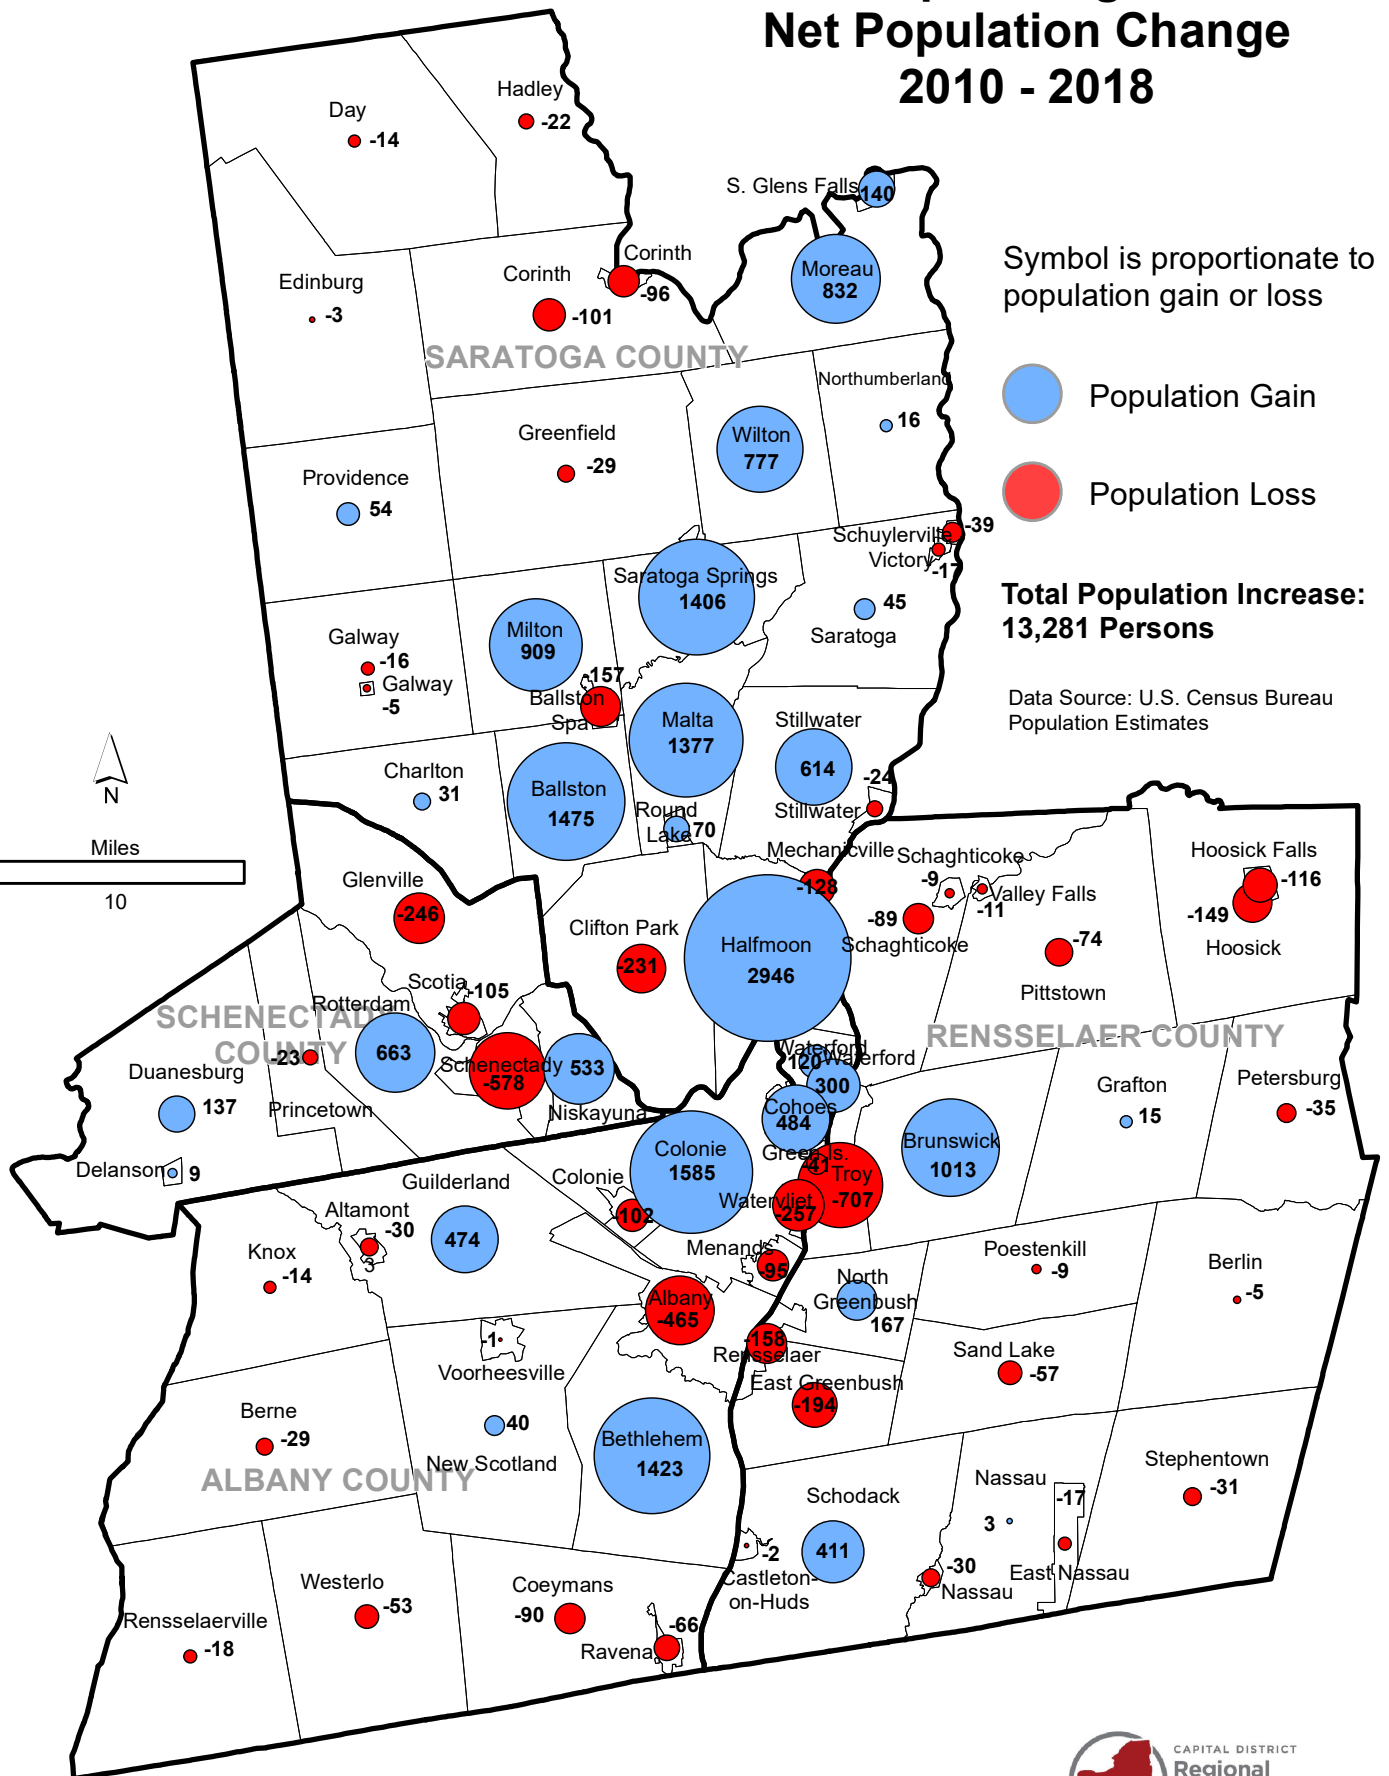 Net Population Change
2010 - 2018
Hadley
-22
Day
-14
S. Glens Falls
140
Moreau
832
Symbol is proportionate to
population gain or loss
Corinth
-96
Corinth
-101
Edinburg
-3
SARATOGA COUNTY
Northumberland
16
Population Gain
Wilton
777
Greenfield
-29
Providence
54
Population Loss
-39
Schuylerville
Victory
-17
Saratoga Springs
1406
45
Saratoga
Total Population Increase:
13,281 Persons
Milton
909
Galway
-16
Galway
-5
-157
Ballston
Spa
Data Source: U.S. Census Bureau
Population Estimates
Malta
1377
Stillwater
614
-24
Stillwater
Charlton
31
Ballston
1475
Round
Lake
70
N
Miles
10
Mechanicville
-128
Schaghticoke
-9
Valley Falls
-11
Hoosick Falls
-116
-149
Hoosick
Glenville
-246
Clifton Park
-231
Halfmoon
2946
-89
Schaghticoke
-74
Pittstown
Scotia
-105
Rotterdam
663
SCHENECTADY
COUNTY
-23
Princetown
Schenectady
-578
533
Niskayuna
RENSSELAER COUNTY
Waterford
120
Waterford
300
Duanesburg
137
Delanson
9
Cohoes
484
Grafton
15
Petersburg
-35
Brunswick
1013
Colonie
1585
Green Is.
-41
Troy
-707
Watervliet
-257
Colonie
-102
Guilderland
474
Altamont
-30
3
Knox
-14
Menands
-95
Poestenkill
-9
Berlin
-5
North
Greenbush
167
Albany
-465
-158
Rensselaer
-1
Voorheesville
Sand Lake
-57
East Greenbush
-194
Berne
-29
40
New Scotland
Bethlehem
1423
ALBANY COUNTY
Stephentown
-31
Nassau
3
-17
East Nassau
Schodack
411
-2
Castleton-
on-Huds
-30
Nassau
Westerlo
-53
Coeymans
-90
Rensselaerville
-18
-66
Ravena
CAPITAL DISTRICT
Regional